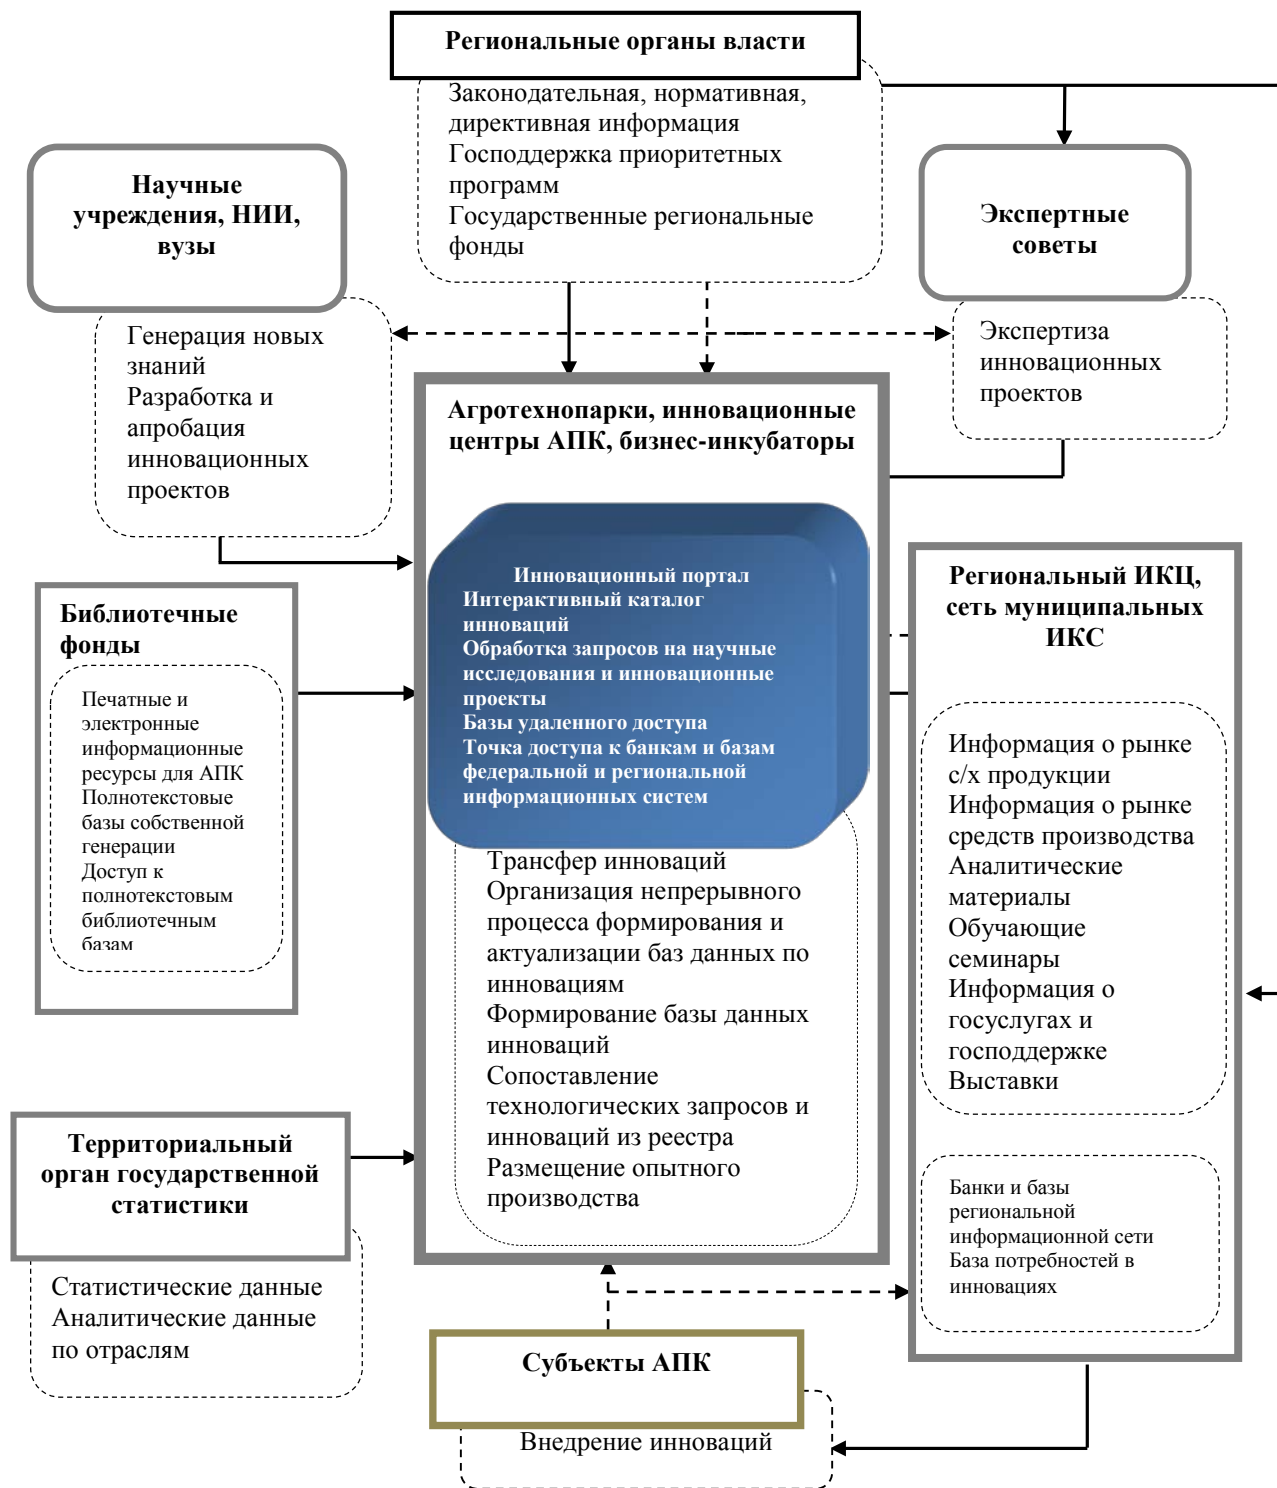 Региональные органы власти
Законодательная, нормативная,
директивная информация
Господдержка приоритетных
программ
Государственные региональные
фонды
Научные
учреждения, НИИ,
вузы
Генерация новых
знаний
Разработка и
апробация
инновационных
проектов
Экспертные
советы
Экспертиза
инновационных
проектов
Агротехнопарки, инновационные
центры АПК, бизнес-инкубаторы
Инновационный портал
Интерактивный каталог
инноваций
Обработка запросов на научные
исследования и инновационные
проекты
Базы удаленного доступа
Точка доступа к банкам и базам
федеральной и региональной
информационных систем
Трансфер инноваций
Организация непрерывного
процесса формирования и
актуализации баз данных по
инновациям
Формирование базы данных
инноваций
Сопоставление
технологических запросов и
инноваций из реестра
Размещение опытного
производства
Библиотечные
фонды
Печатные и
электронные
информационные
ресурсы для АПК
Полнотекстовые
базы собственной
генерации
Доступ к
полнотекстовым
библиотечным
базам
Региональный ИКЦ,
сеть муниципальных
ИКС
Информация о рынке
с/х продукции
Информация о рынке
средств производства
Аналитические
материалы
Обучающие
семинары
Информация о
госуслугах и
господдержке
Выставки
Банки и базы
региональной
информационной сети
База потребностей в
инновациях
Территориальный
орган государственной
статистики
Статистические данные
Аналитические данные
по отраслям
Субъекты АПК
Внедрение инноваций